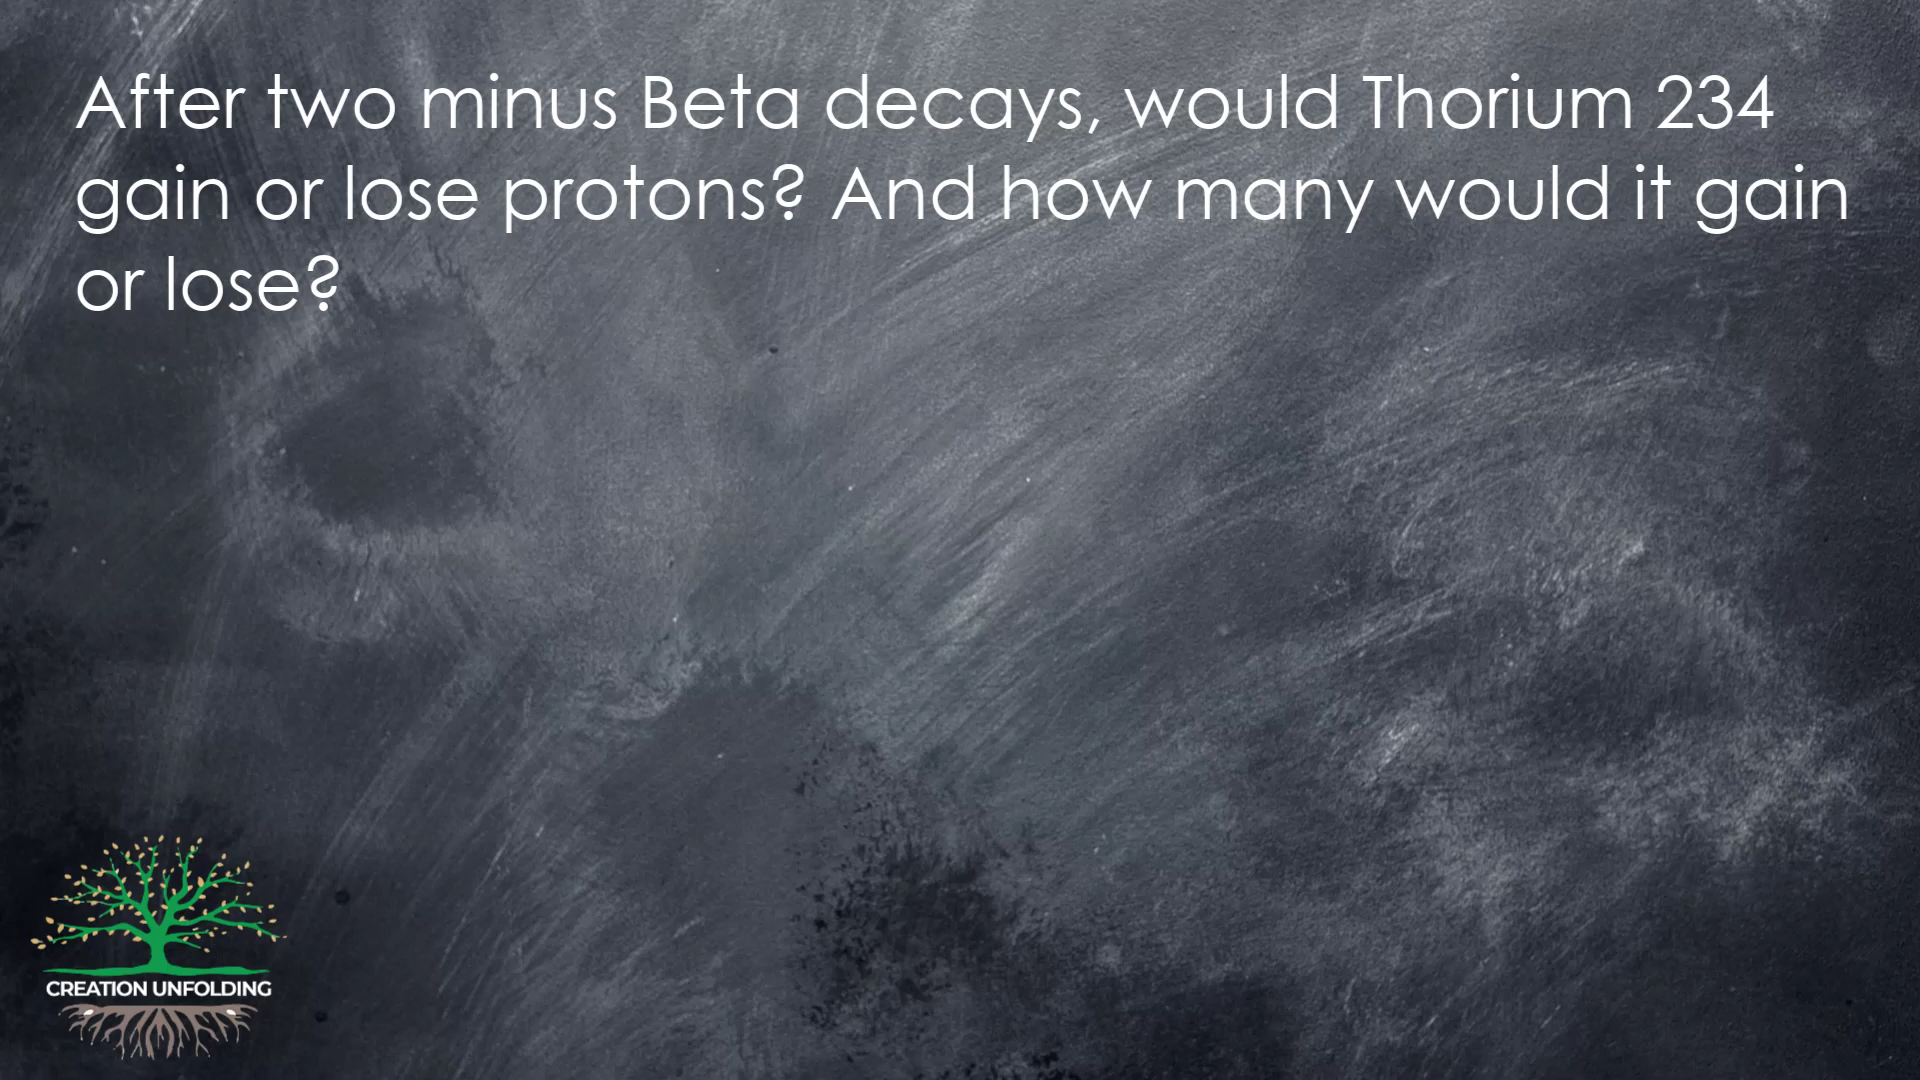 After two minus Beta decays, would Thorium 234
gain or lose protons? And how many would it gain
or lose?
CREATION UNFOLDING